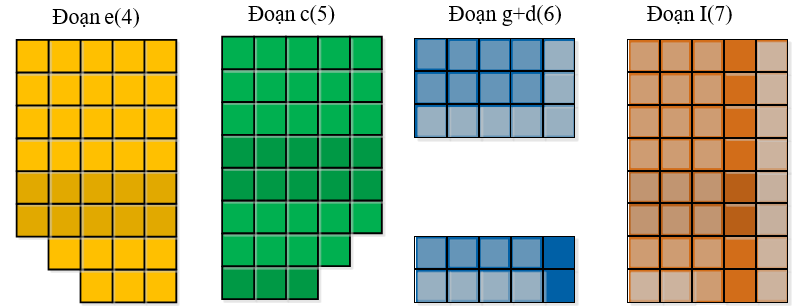 Đoạn e(4)
Đoạn c(5)
Đoạn g+d(6)
Đoạn I(7)